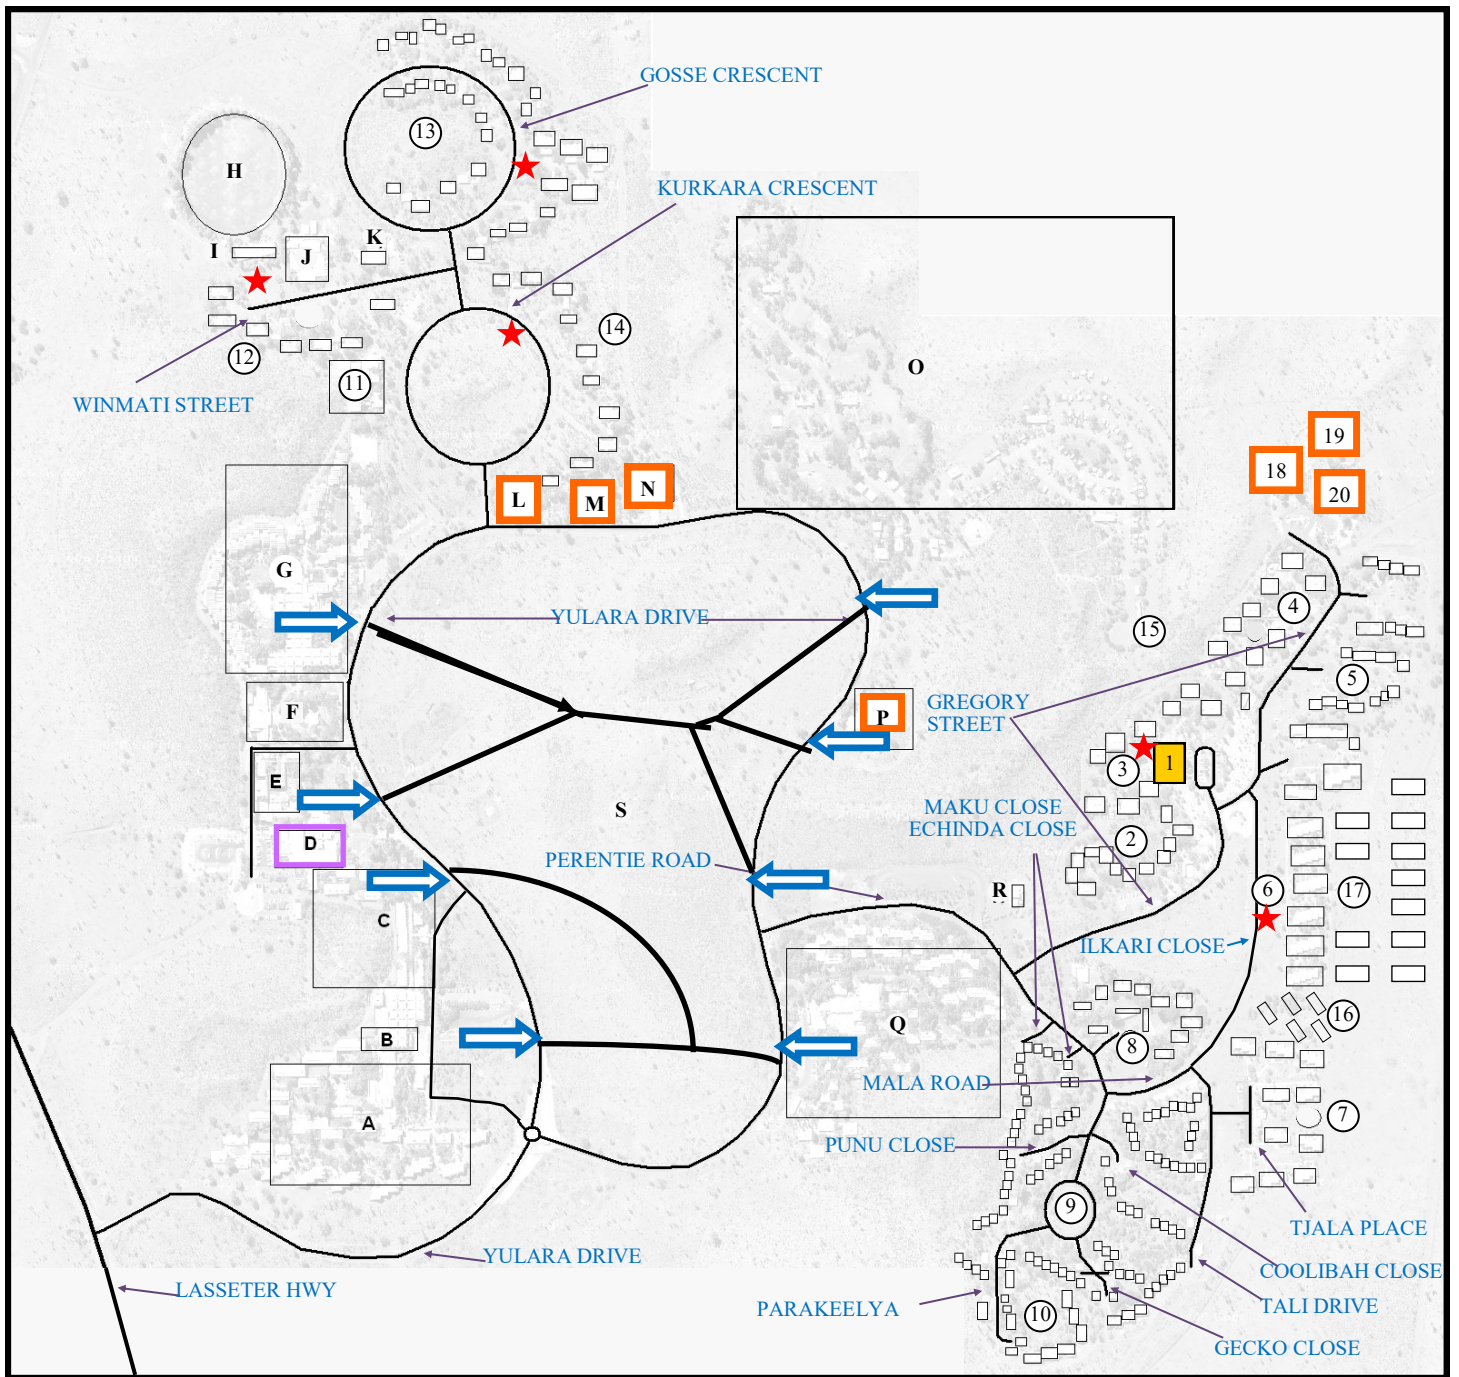 GOSSE CRESCENT
13
H
KURKARA CRESCENT
K
I
J
14
12
11
O
WINMATI STREET
19
18
20
L
M
N
G
YULARA DRIVE
4
15
5
F
P
GREGORY
STREET
E
3
1
S
MAKU CLOSE
ECHINDA CLOSE
2
D
PERENTIE ROAD
R
6
17
C
ILKARI CLOSE
Q
16
B
8
MALA ROAD
A
7
PUNU CLOSE
9
TJALA PLACE
YULARA DRIVE
COOLIBAH CLOSE
LASSETER HWY
PARAKEELYA
TALI DRIVE
10
GECKO CLOSE